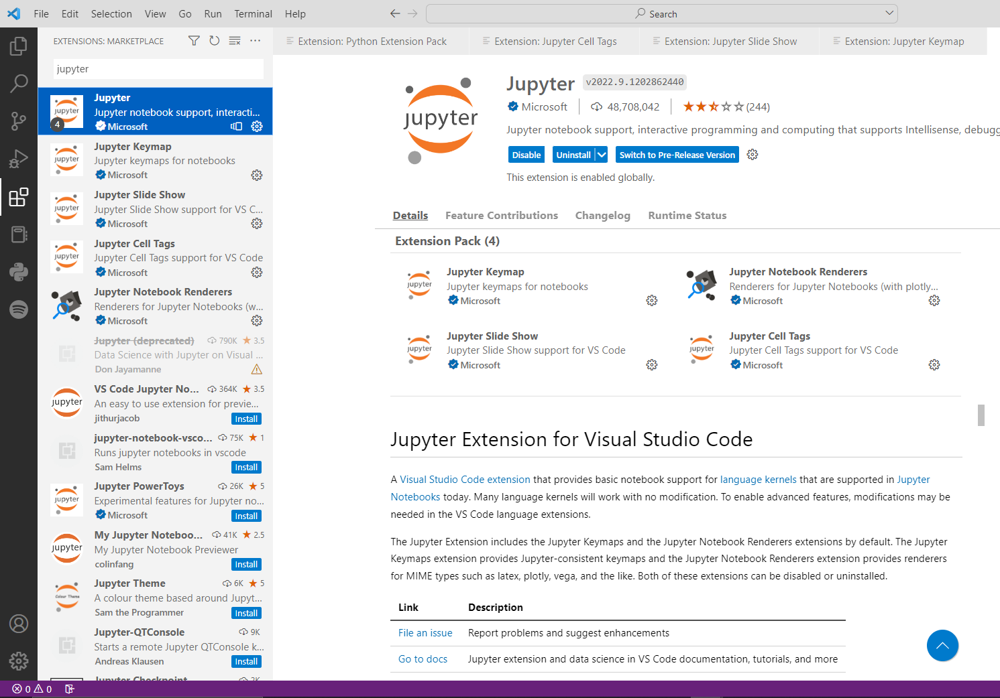 File Edit Selection View Go Run Terminal Help
Search
EXTENSIONS: MARKETPLACE
Extension: Python Extension Pack
Extension: Jupyter Cell Tags
Extension: Jupyter Slide Show
Extension: Jupyter Keymap
jupyter
jupyter
4
Jupyter
Jupyter notebook support, interacti...
Microsoft
jupyter
Jupyter Keymap
Jupyter keymaps for notebooks
Microsoft
jupyter
Jupyter Slide Show
Jupyter Slide Show support for VS C...
Microsoft
jupyter
Jupyter Cell Tags
Jupyter Cell Tags support for VS Code
Microsoft
Jupyter Notebook Renderers
Renderers for Jupyter Notebooks (w...
Microsoft
Jupyter (deprecated) 790K 3.5
Data Science with Jupyter on Visual ...
Don Jayamanne
jupyter
VS Code Jupyter No... 364K 3.5
An easy to use extension for previe...
jithurjacob
Install
jupyter-notebook-vsco... 75K 1
Runs jupyter notebooks in vscode
Sam Helms
Install
jupyter
Jupyter PowerToys 26K 5
Experimental features for Jupyter no...
Microsoft
Install
jupyter
My Jupyter Noteboo... 41K 2.5
My Jupyter Notebook Previewer
colinfang
Install
Colour Theme
Jupyter Theme 6K 5
A colour theme based around Jupyt...
Sam the Programmer
Install
Jupyter-QTConsole 9K
Starts a remote Jupyter QTConsole k...
Andreas Klausen
Install
Jupyter Checkpoint 2K
jupyter
Jupyter v2022.9.1202862440
Microsoft 48,708,042 (244)
Jupyter notebook support, interactive programming and computing that supports Intellisense, debugg
Disable Uninstall Switch to Pre-Release Version
This extension is enabled globally.
Details Feature Contributions Changelog Runtime Status
Extension Pack (4)
jupyter
Jupyter Keymap
Jupyter keymaps for notebooks
Microsoft
Jupyter Notebook Renderers
Renderers for Jupyter Notebooks (with plotly...
Microsoft
jupyter
Jupyter Slide Show
Jupyter Slide Show support for VS Code
Microsoft
jupyter
Jupyter Cell Tags
Jupyter Cell Tags support for VS Code
Microsoft
Jupyter Extension for Visual Studio Code
A Visual Studio Code extension that provides basic notebook support for language kernels that are supported in Jupyter
Notebooks today. Many language kernels will work with no modification. To enable advanced features, modifications may be
needed in the VS Code language extensions.
The Jupyter Extension includes the Jupyter Keymaps and the Jupyter Notebook Renderers extensions by default. The Jupyter
Keymaps extension provides Jupyter-consistent keymaps and the Jupyter Notebook Renderers extension provides renderers
for MIME types such as latex, plotly, vega, and the like. Both of these extensions can be disabled or uninstalled.
Link Description
File an issue Report problems and suggest enhancements
Go to docs Jupyter extension and data science in VS Code documentation, tutorials, and more
0 0